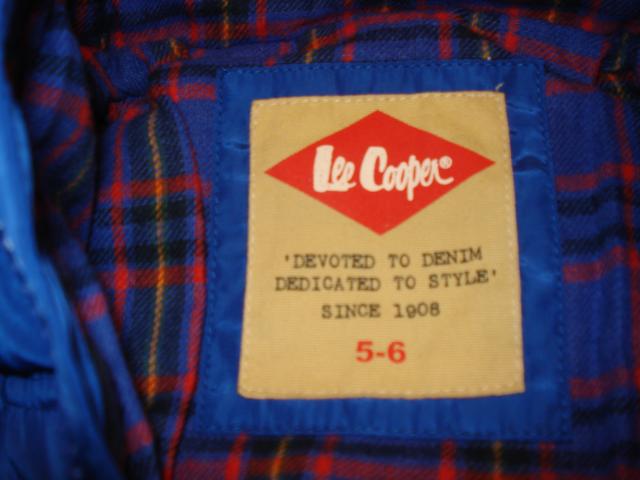 Lee Cooper®
'DEVOTED TO DENIM
DEDICATED TO STYLE'
SINCE 1908
5-6